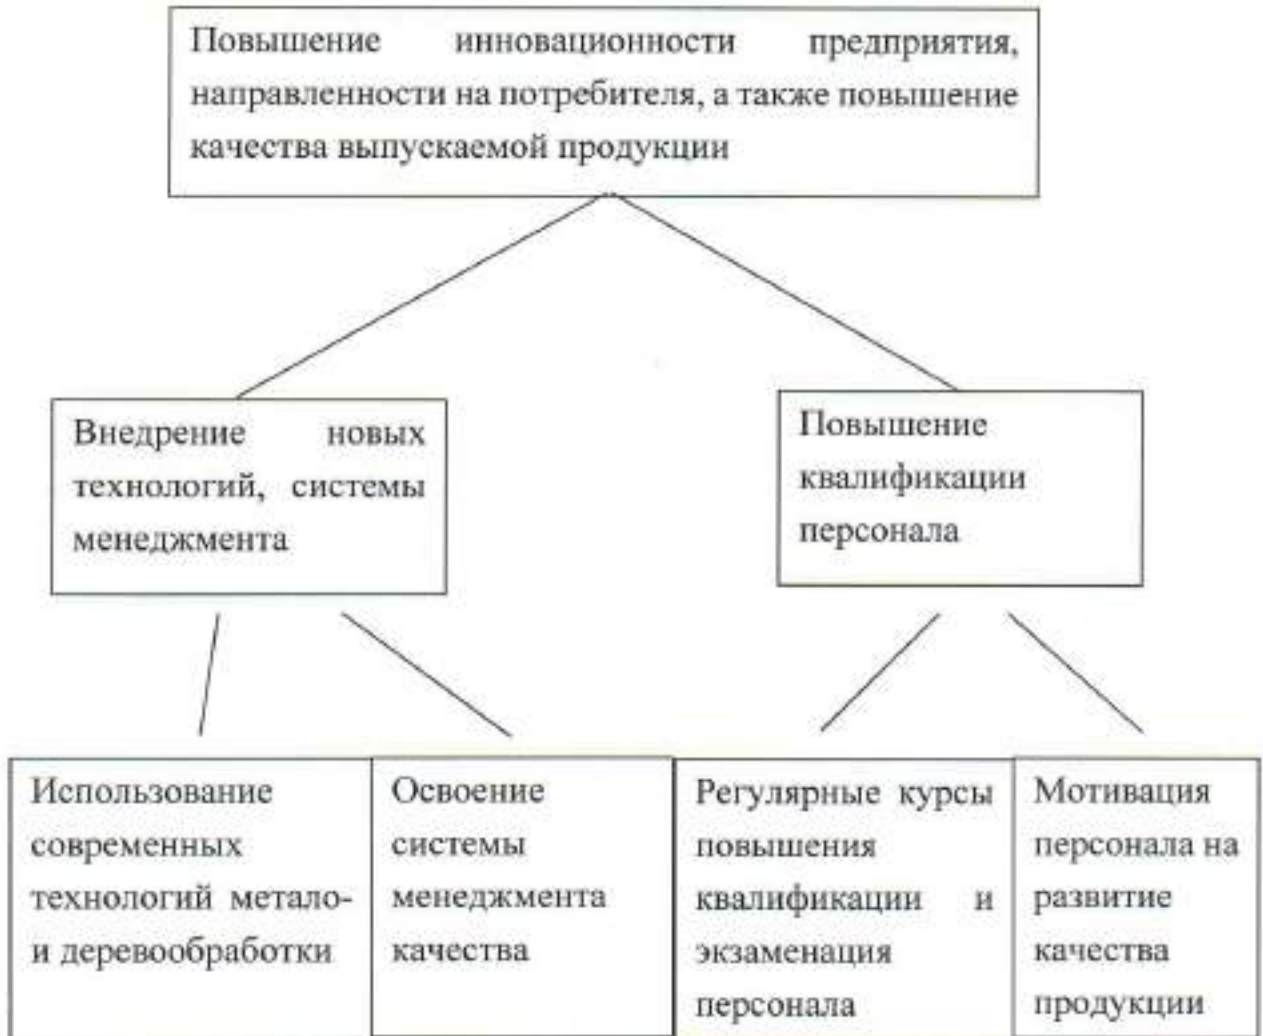 Повышение инновационности предприятия,
направленности на потребителя, а также повышение
качества выпускаемой продукции
Внедрение новых
технологий, системы
менеджмента
Повышение
квалификации
персонала
Использование
современных
технологий метало-
и деревообработки
Освоение
системы
менеджмента
качества
Регулярные курсы
повышения
квалификации и
экзаменация
персонала
Мотивация
персонала на
развитие
качества
продукции